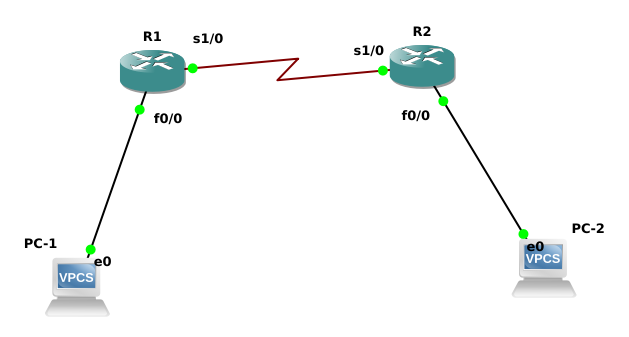 R1
R2
s1/0
s1/0
f0/0
f0/0
PC-1
PC-2
e0
e0
VPCS
VPCS